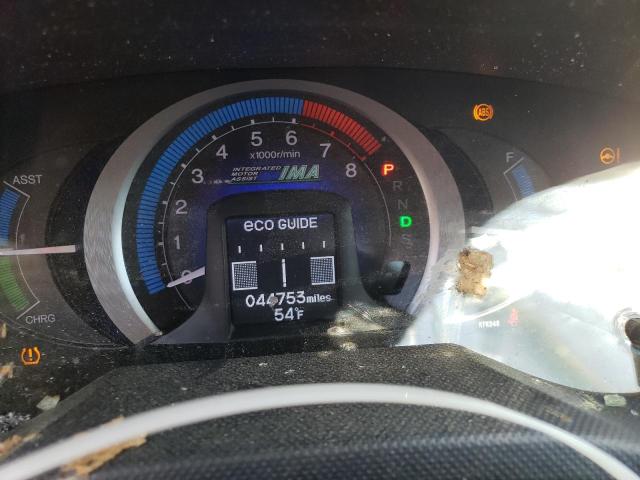 ASST
CHRG
0
2
3
4
5
6
7
8
x1000r/min
INTEGRATED
MOTOR
ASSIST
IMA
P
R
N
D
S
eco GUIDE
044753 miles
54°F
ABS
F